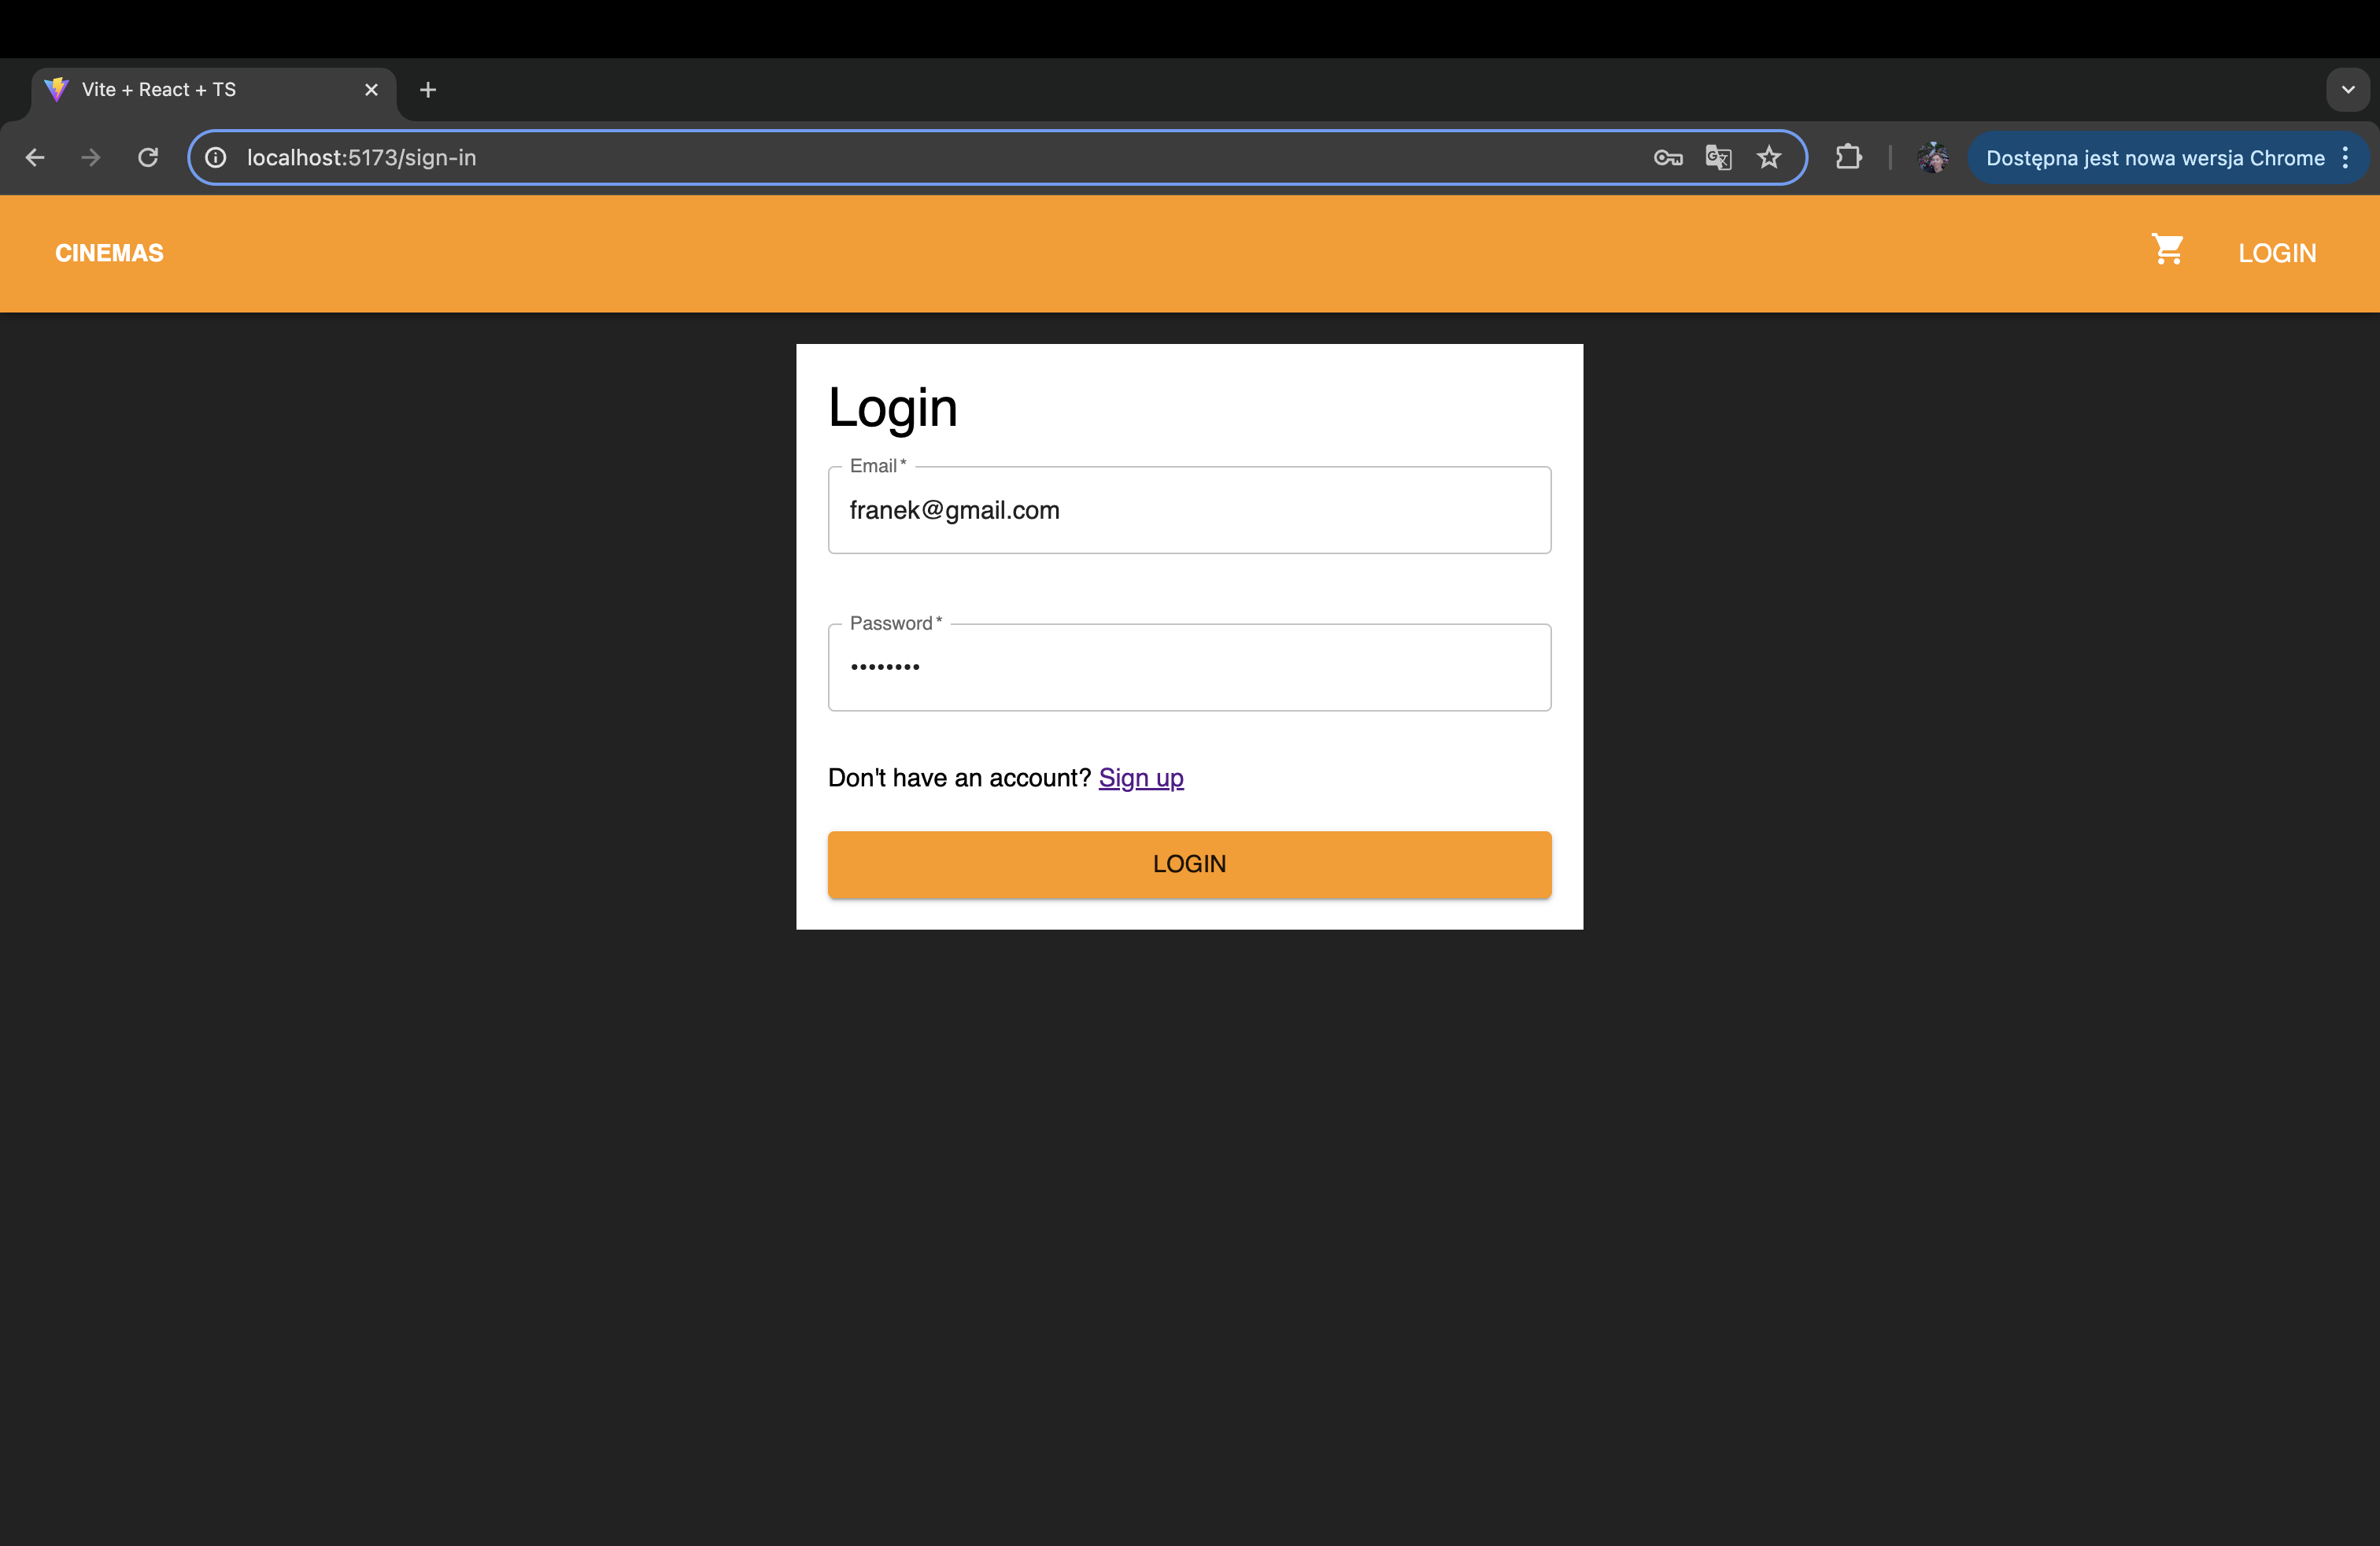 Vite + React + TS
localhost:5173/sign-in
Dostępna jest nowa wersja Chrome
CINEMAS
LOGIN
Login
Email *
franek@gmail.com
Password *
••••••••
Don't have an account? Sign up
LOGIN